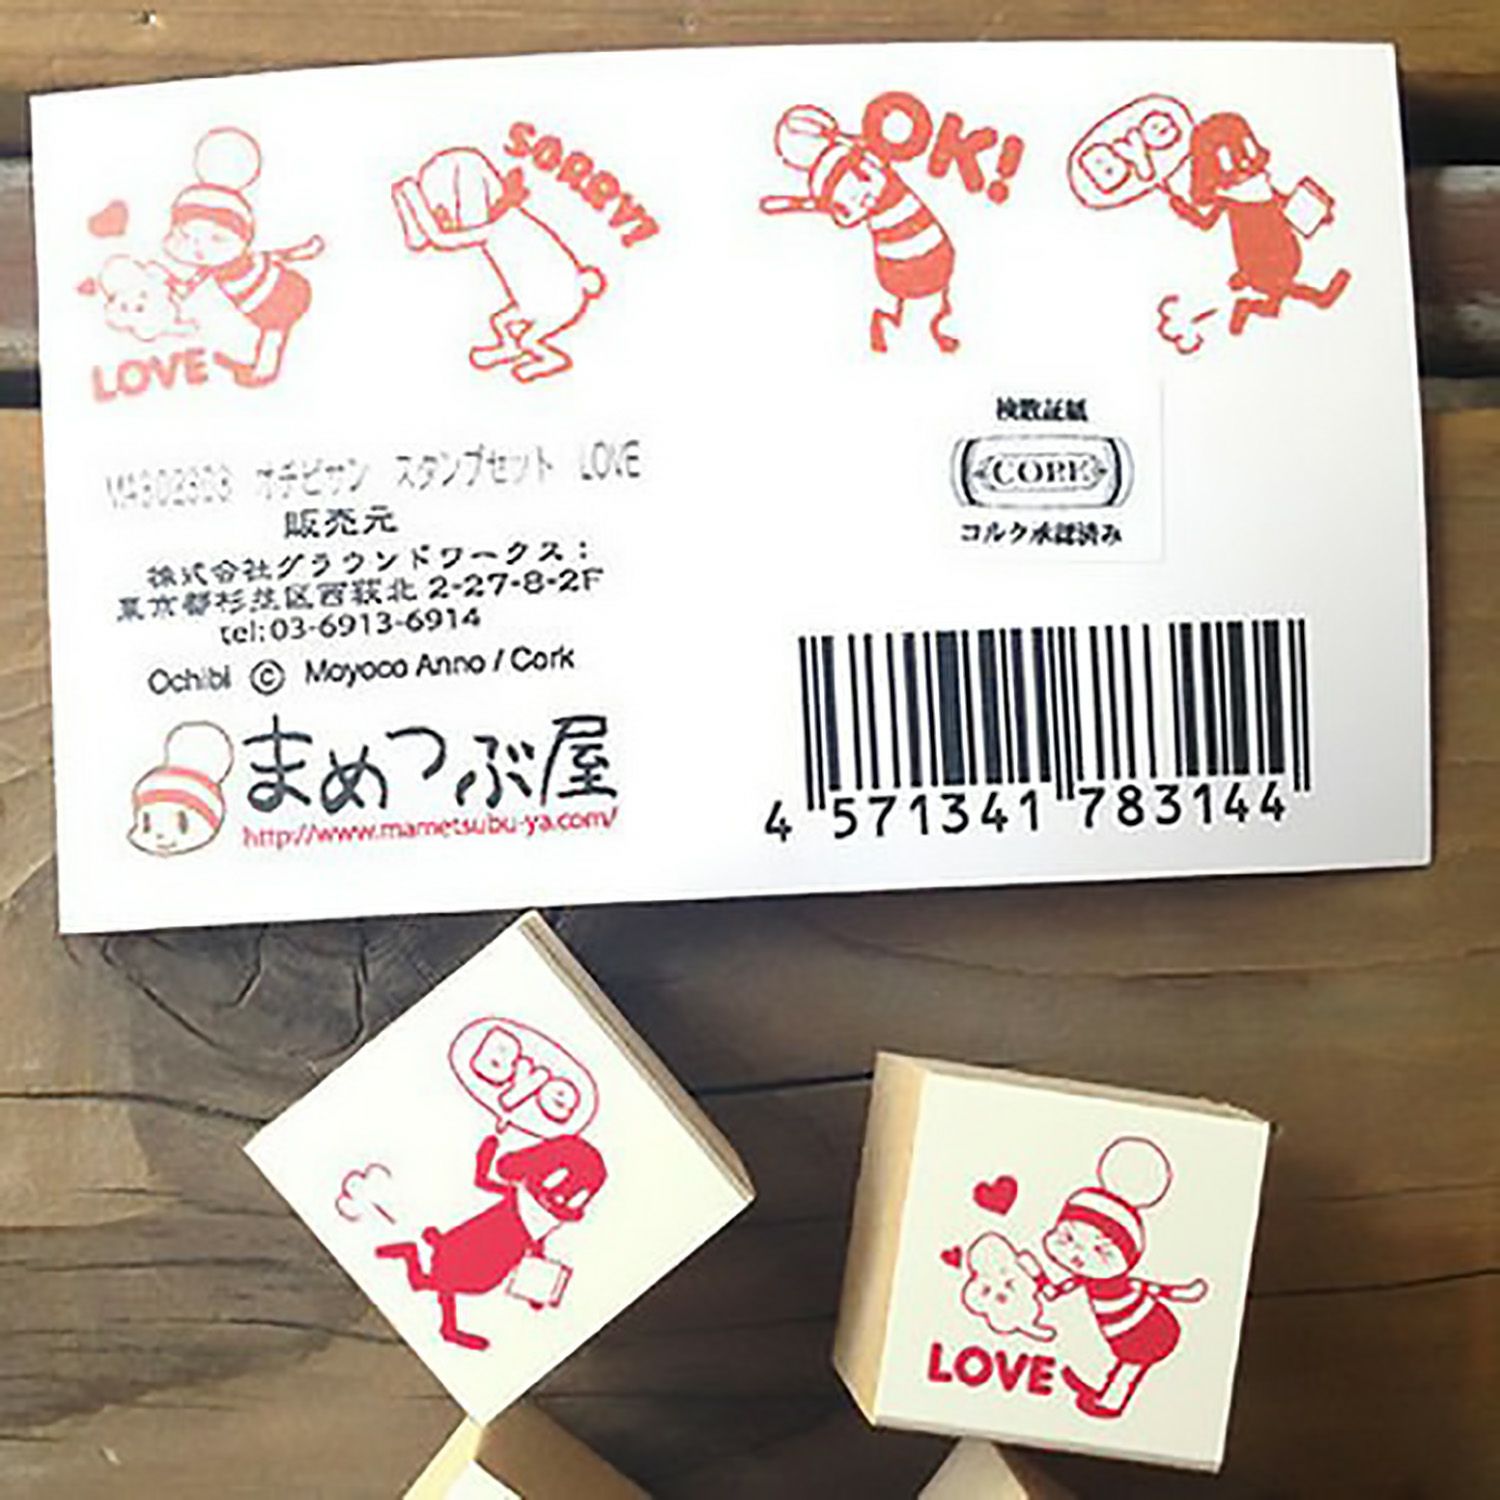 LOVE
SORRY!
OK!
Bye
オチビサン スタンプセット LOVE
販売元
株式会社グラウンドワークス：
東京都杉並区西荻北 2-27-8-2F
tel:03-6913-6914
Ochibi © Moyoco Anno / Cork
まめつぶ屋
http://www.mametsubu-ya.com/
検数証紙
CORK
コルク承認済み
4 571341 783144
Bye
LOVE